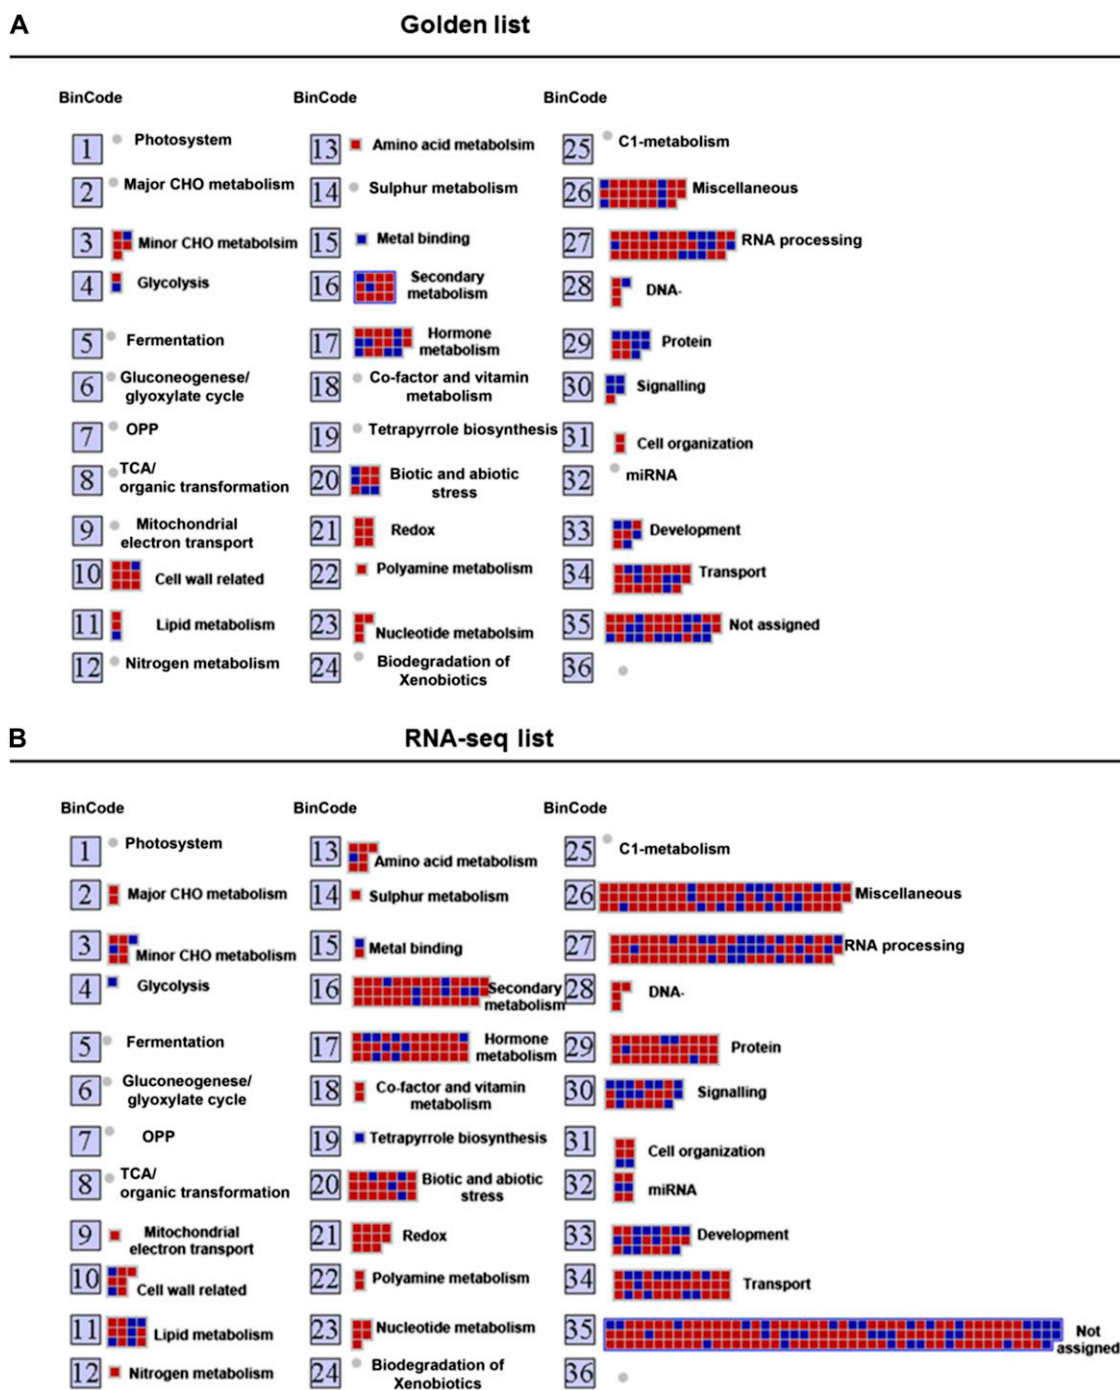 A
Golden list
BinCode
1
Photosystem
2
Major CHO metabolism
3
Minor CHO metabolsim
4
Glycolysis
5
Fermentation
6
Gluconeogenese/
glyoxylate cycle
7
OPP
8
TCA/
organic transformation
9
Mitochondrial
electron transport
10
Cell wall related
11
Lipid metabolism
12
Nitrogen metabolism
BinCode
13
Amino acid metabolsim
14
Sulphur metabolism
15
Metal binding
16
Secondary
metabolism
17
Hormone
metabolism
18
Co-factor and vitamin
metabolism
19
Tetrapyrrole biosynthesis
20
Biotic and abiotic
stress
21
Redox
22
Polyamine metabolism
23
Nucleotide metabolsim
24
Biodegradation of
Xenobiotics
BinCode
25
C1-metabolism
26
Miscellaneous
27
RNA processing
28
DNA-
29
Protein
30
Signalling
31
Cell organization
32
miRNA
33
Development
34
Transport
35
Not assigned
36
B
RNA-seq list
BinCode
1
Photosystem
2
Major CHO metabolism
3
Minor CHO metabolism
4
Glycolysis
5
Fermentation
6
Gluconeogenese/
glyoxylate cycle
7
OPP
8
TCA/
organic transformation
9
Mitochondrial
electron transport
10
Cell wall related
11
Lipid metabolism
12
Nitrogen metabolism
BinCode
13
Amino acid metabolism
14
Sulphur metabolism
15
Metal binding
16
Secondary
metabolism
17
Hormone
metabolism
18
Co-factor and vitamin
metabolism
19
Tetrapyrrole biosynthesis
20
Biotic and abiotic
stress
21
Redox
22
Polyamine metabolism
23
Nucleotide metabolism
24
Biodegradation of
Xenobiotics
BinCode
25
C1-metabolism
26
Miscellaneous
27
RNA processing
28
DNA-
29
Protein
30
Signalling
31
Cell organization
32
miRNA
33
Development
34
Transport
35
Not
assigned
36